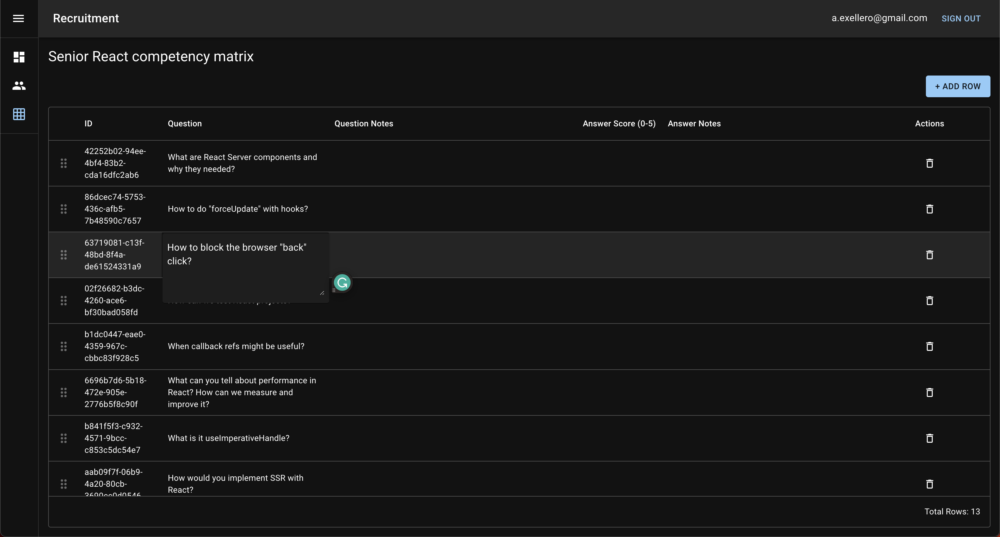 Recruitment
a.exellero@gmail.com
SIGN OUT
Senior React competency matrix
+ ADD ROW
ID
Question
Question Notes
Answer Score (0-5)
Answer Notes
Actions
42252b02-94ee-
4bf4-83b2-
cda16dfc2ab6
What are React Server components and
why they needed?
86dcec74-5753-
436c-afb5-
7b48590c7657
How to do "forceUpdate" with hooks?
63719081-c13f-
48bd-8f4a-
de61524331a9
How to block the browser "back"
click?
02f26682-b3dc-
4260-ace6-
bf30bad058fd
b1dc0447-eae0-
4359-967c-
cbbc83f928c5
When callback refs might be useful?
6696b7d6-5b18-
472e-905e-
2776b5f8c90f
What can you tell about performance in
React? How can we measure and
improve it?
b841f5f3-c932-
4571-9bcc-
c853c5dc54e7
What is it useImperativeHandle?
aab09f7f-06b9-
4a20-80cb-
How would you implement SSR with
React?
Total Rows: 13